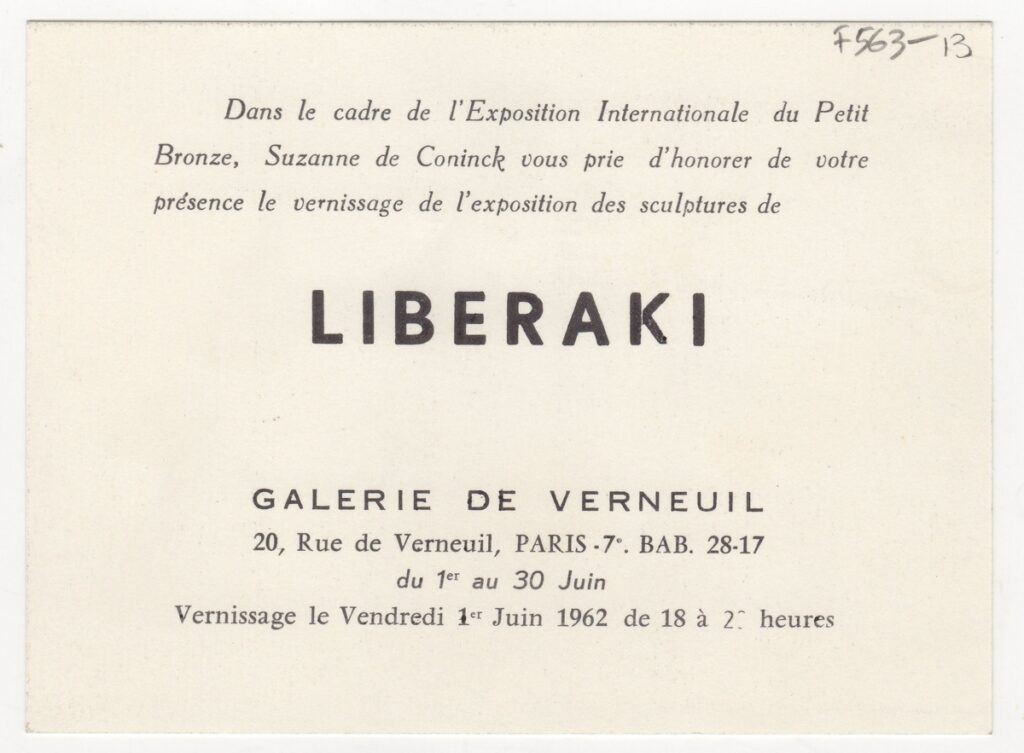 F563-13
Dans le cadre de l'Exposition Internationale du Petit
Bronze, Suzanne de Coninck vous prie d'honorer de votre
présence le vernissage de l'exposition des sculptures de
LIBERAKI
GALERIE DE VERNEUIL
20, Rue de Verneuil, PARIS -7e. BAB. 28-17
du 1er au 30 Juin
Vernissage le Vendredi 1er Juin 1962 de 18 à heures